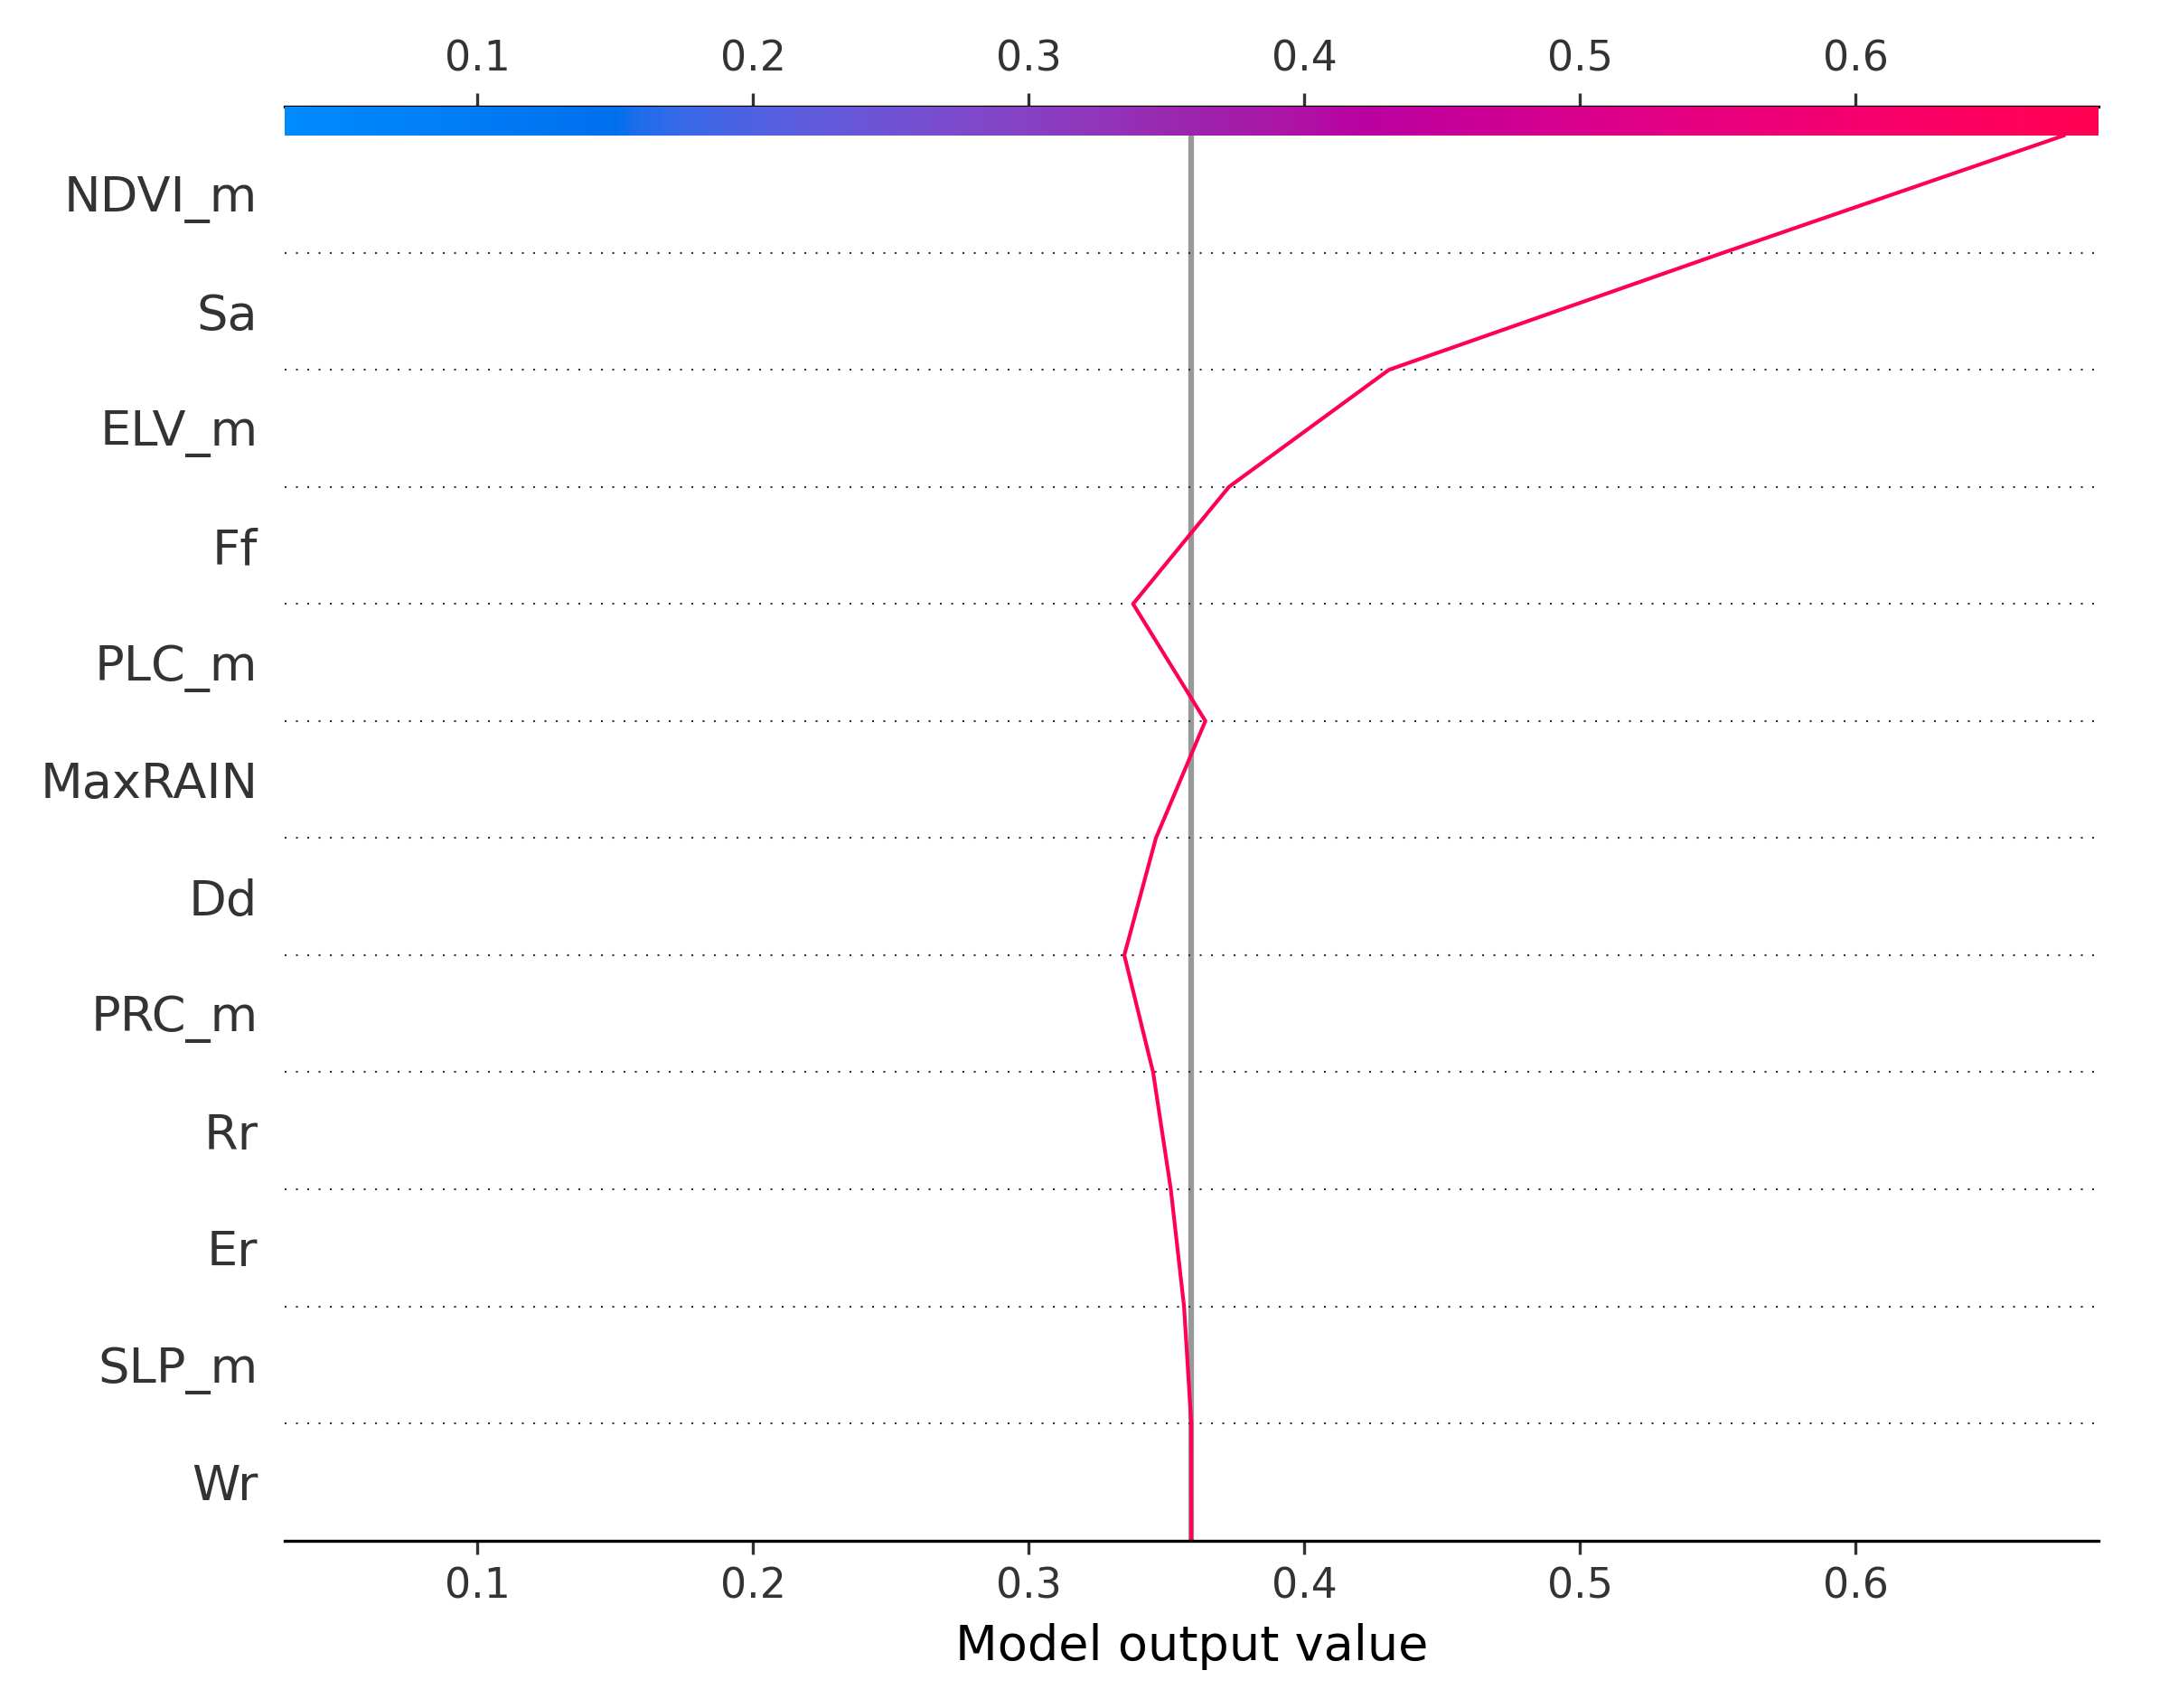 0.1 0.2 0.3 0.4 0.5 0.6
NDVI_m
Sa
ELV_m
Ff
PLC_m
MaxRAIN
Dd
PRC_m
Rr
Er
SLP_m
Wr
0.1 0.2 0.3 0.4 0.5 0.6
Model output value